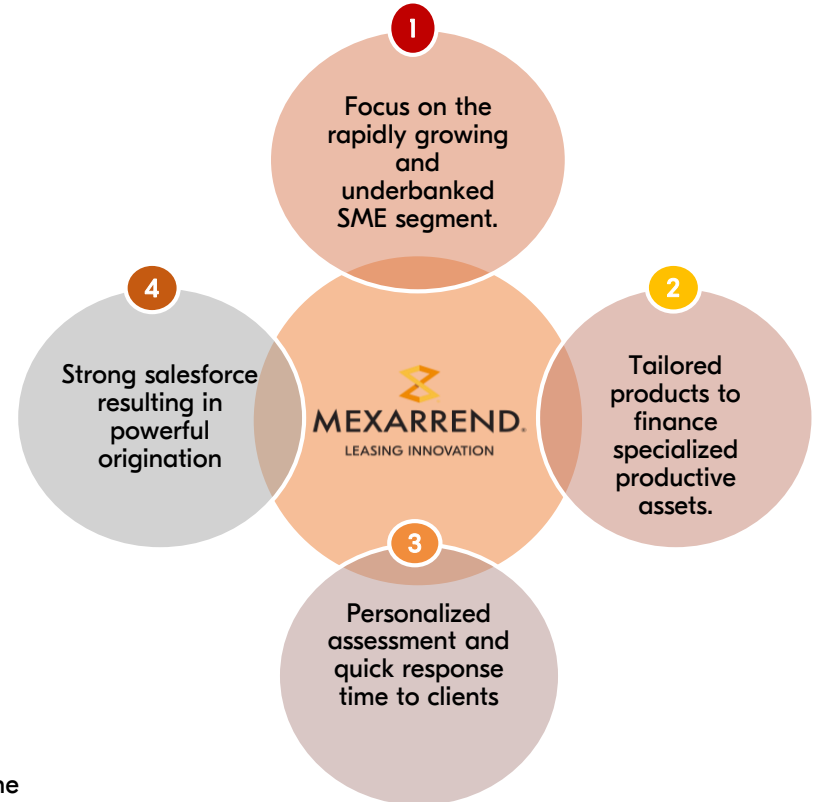 1
Focus on the
rapidly growing
and
underbanked
SME segment.
4
Strong salesforce
resulting in
powerful
origination
MEXARREND®
LEASING INNOVATION
2
Tailored
products to
finance
specialized
productive
assets.
3
Personalized
assessment and
quick response
time to clients
ne